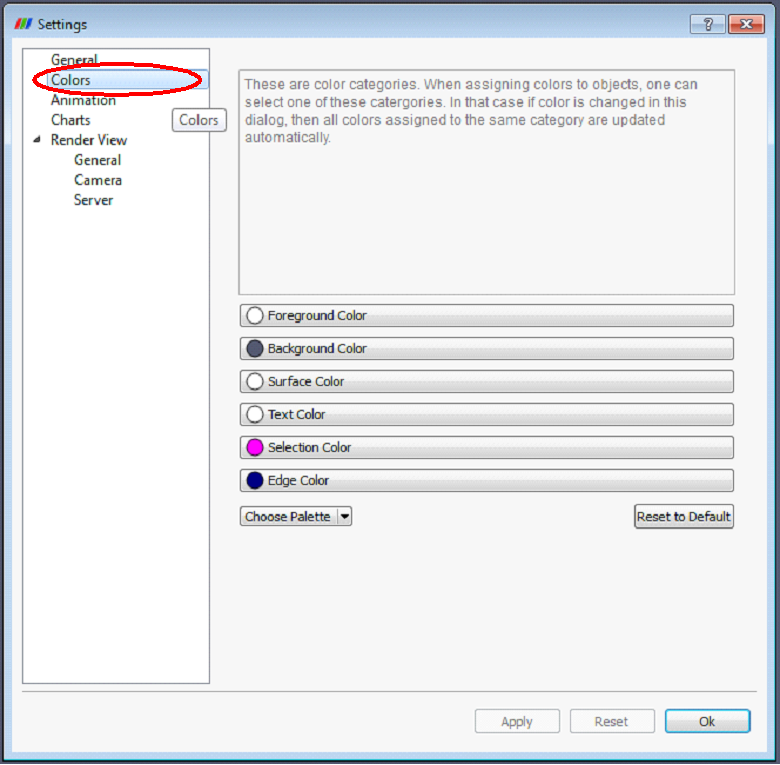 Settings
?
General
Colors
Animation
Charts
Colors
Render View
General
Camera
Server
These are color categories. When assigning colors to objects, one can
select one of these catergories. In that case if color is changed in this
dialog, then all colors assigned to the same category are updated
automatically.
Foreground Color
Background Color
Surface Color
Text Color
Selection Color
Edge Color
Choose Palette
Reset to Default
Apply
Reset
Ok